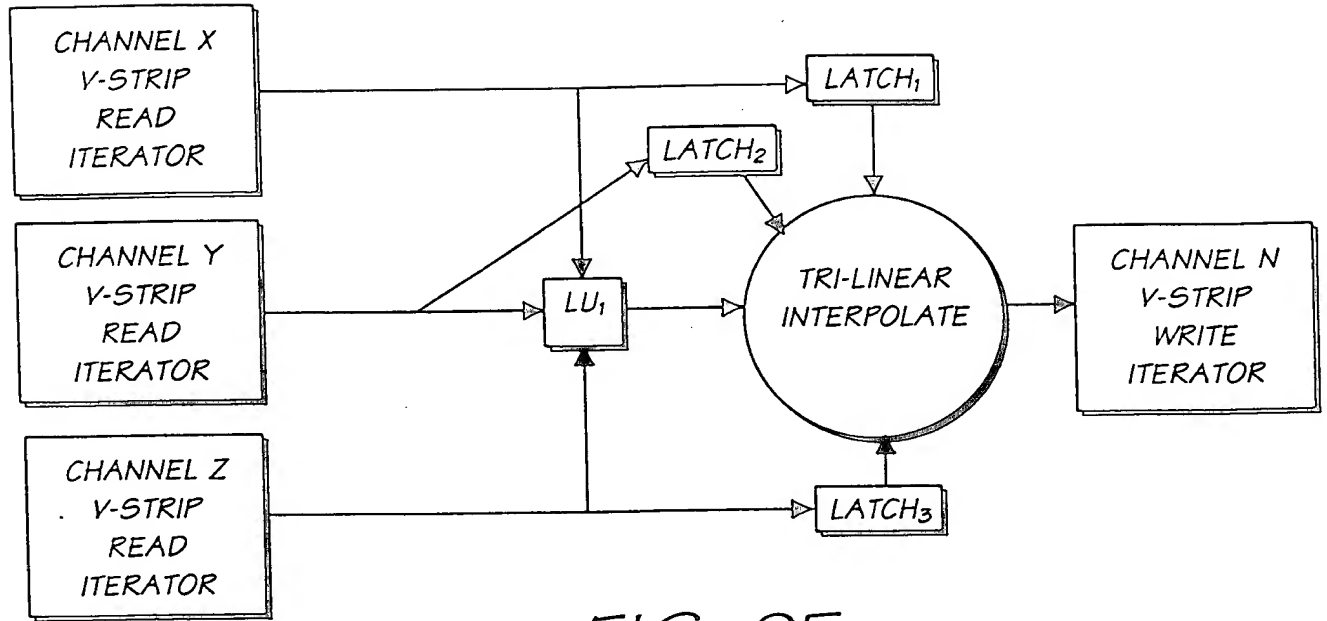 CHANNEL X
V-STRIP
READ
ITERATOR
LATCH₁
LATCH₂
CHANNEL Y
V-STRIP
READ
ITERATOR
LU₁
TRI-LINEAR
INTERPOLATE
CHANNEL N
V-STRIP
WRITE
ITERATOR
CHANNEL Z
V-STRIP
READ
ITERATOR
LATCH₃